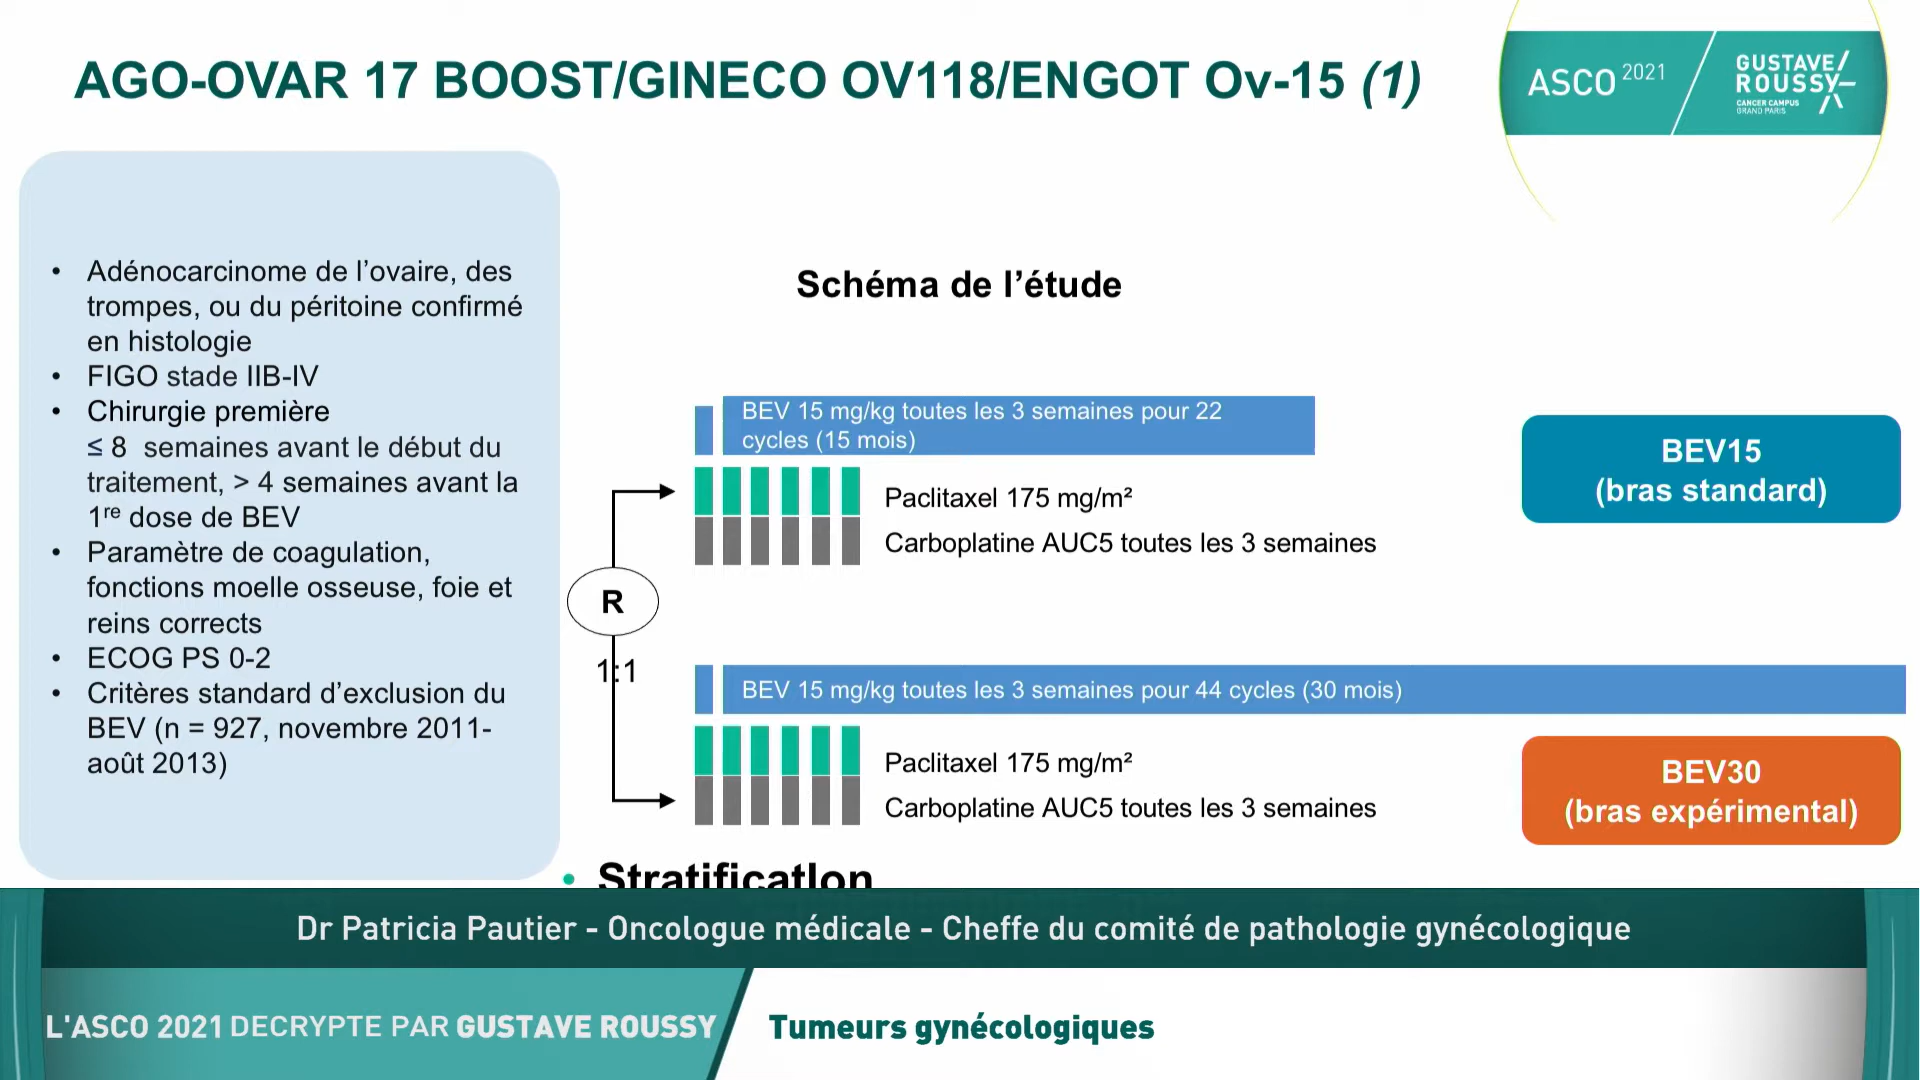 AGO-OVAR 17 BOOST/GINECO OV118/ENGOT Ov-15 (1)
ASCO 2021
GUSTAVE/
ROUSSY
CANCER CAMPUS
GRAND PARIS
• Adénocarcinome de l’ovaire, des
trompes, ou du péritoine confirmé
en histologie
• FIGO stade IIB-IV
• Chirurgie première
≤ 8 semaines avant le début du
traitement, > 4 semaines avant la
1re dose de BEV
• Paramètre de coagulation,
fonctions moelle osseuse, foie et
reins corrects
• ECOG PS 0-2
• Critères standard d’exclusion du
BEV (n = 927, novembre 2011-
août 2013)
Schéma de l’étude
BEV 15 mg/kg toutes les 3 semaines pour 22
cycles (15 mois)
Paclitaxel 175 mg/m²
Carboplatine AUC5 toutes les 3 semaines
BEV15
(bras standard)
R
1:1
BEV 15 mg/kg toutes les 3 semaines pour 44 cycles (30 mois)
Paclitaxel 175 mg/m²
Carboplatine AUC5 toutes les 3 semaines
BEV30
(bras expérimental)
• StratificatIon
Dr Patricia Pautier - Oncologue médicale - Cheffe du comité de pathologie gynécologique
L'ASCO 2021 DECRYPTE PAR GUSTAVE ROUSSY
Tumeurs gynécologiques